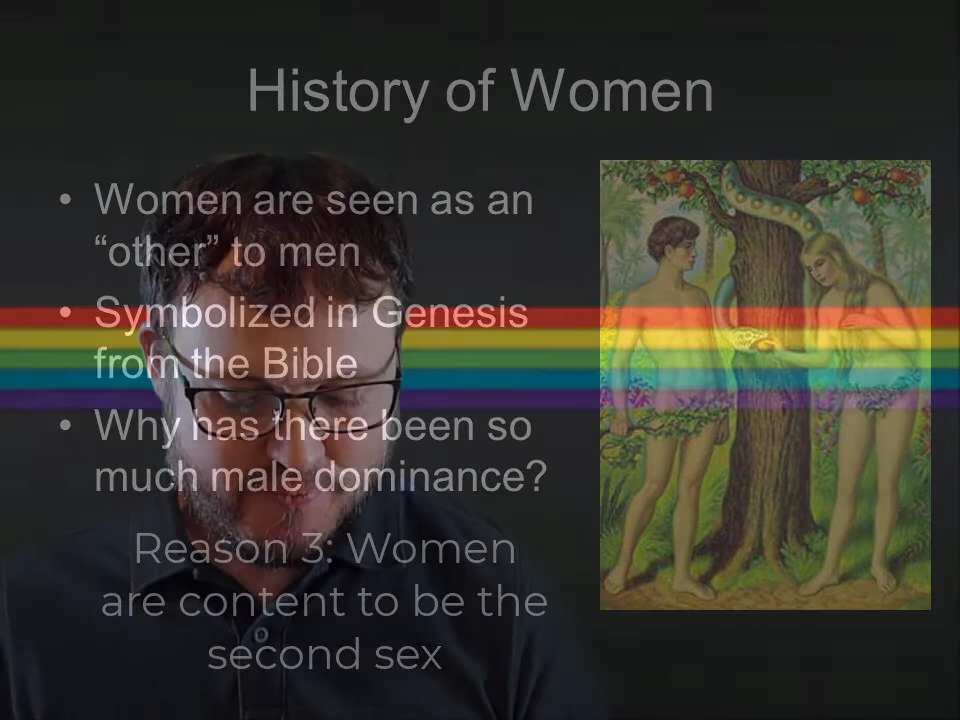 History of Women
• Women are seen as an
“other” to men
• Symbolized in Genesis
from the Bible
• Why has there been so
much male dominance?
Reason 3: Women
are content to be the
second sex